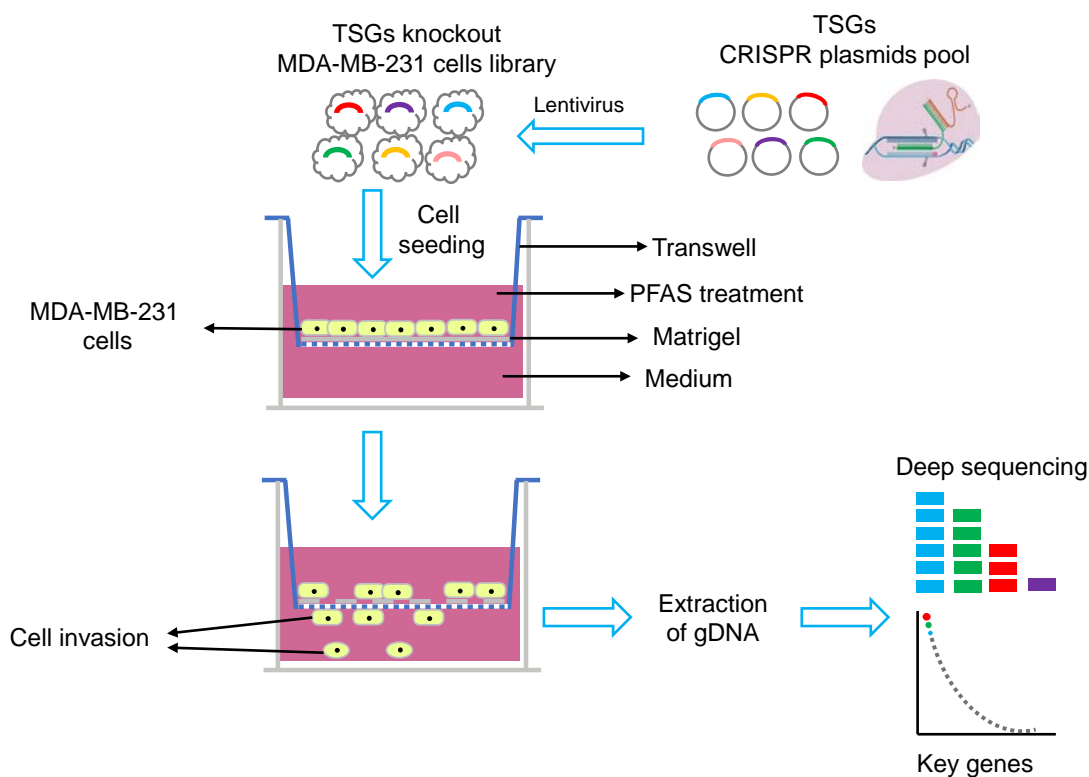 TSGs knockout
MDA-MB-231 cells library
TSGs
CRISPR plasmids pool
Lentivirus
Cell
seeding
Transwell
PFAS treatment
MDA-MB-231
cells
Matrigel
Medium
Deep sequencing
Cell invasion
Extraction
of gDNA
Key genes